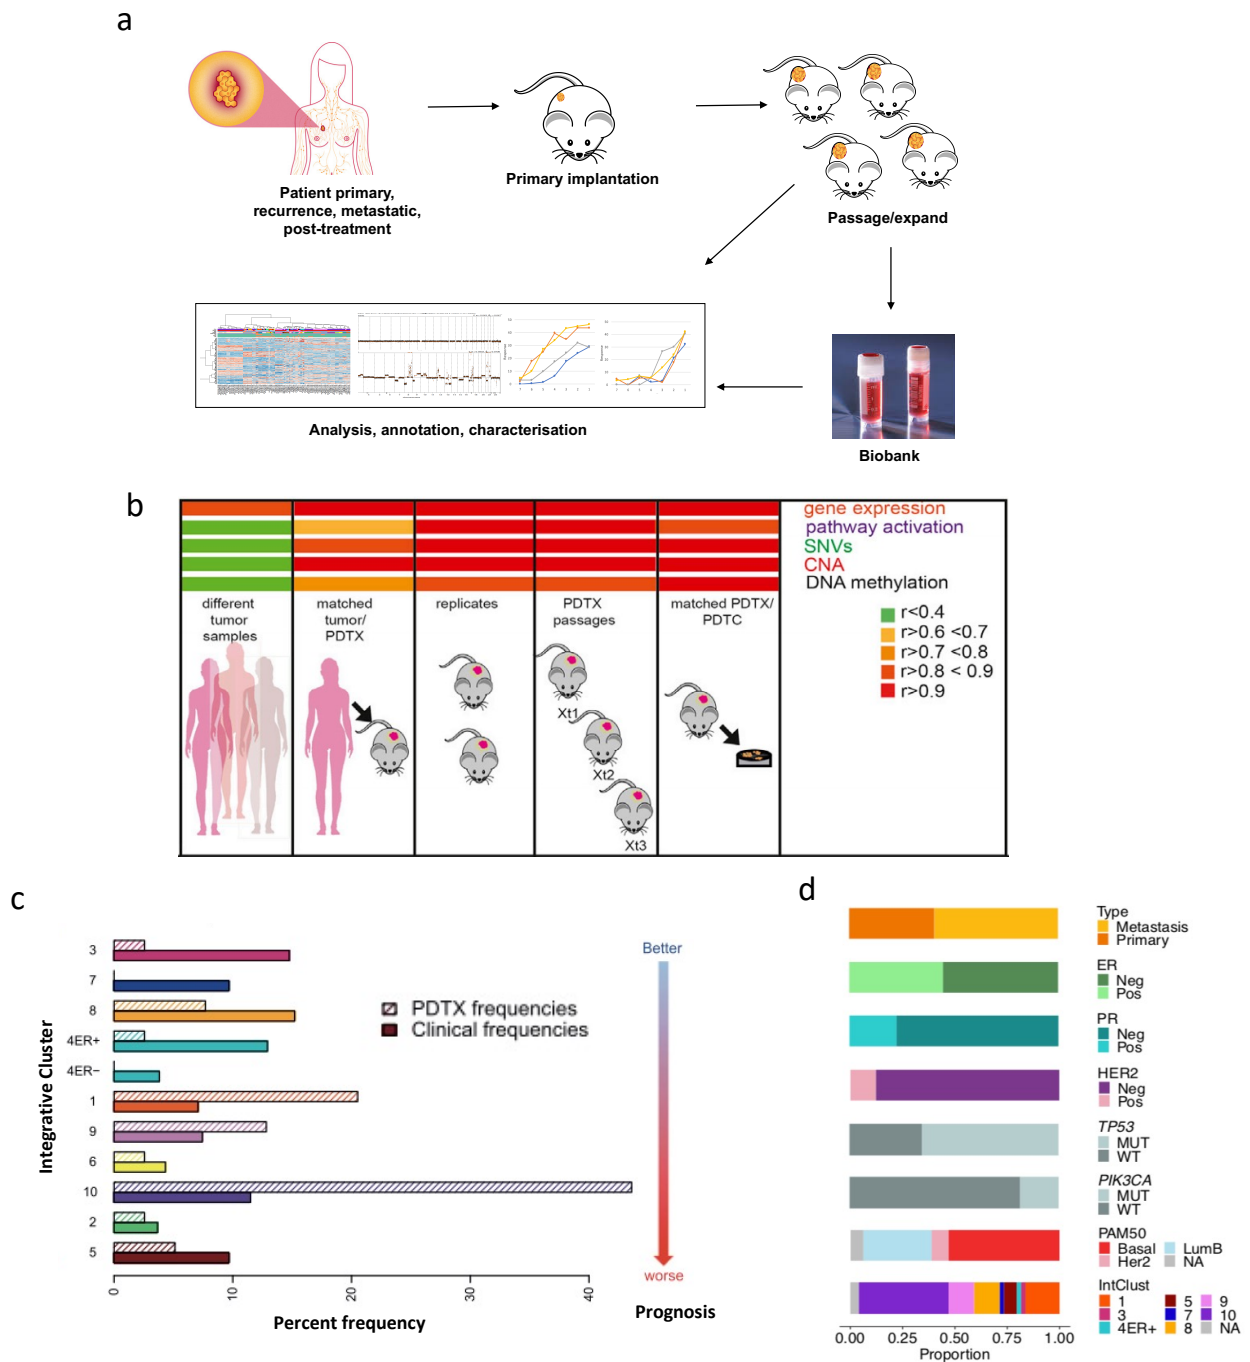 a
Patient primary,
recurrence, metastatic,
post-treatment
Primary implantation
Passage/expand
Analysis, annotation, characterisation
Biobank
b
gene expression
pathway activation
SNVs
CNA
DNA methylation
r<0.4
r>0.6 <0.7
r>0.7 <0.8
r>0.8 < 0.9
r>0.9
different
tumor
samples
matched
tumor/
PDTX
replicates
PDTX
passages
Xt1
Xt2
Xt3
matched PDTX/
PDTC
c
Integrative Cluster
3
7
8
4ER+
4ER−
1
9
6
10
2
5
0
10
20
30
40
Percent frequency
PDTX frequencies
Clinical frequencies
Better
worse
Prognosis
d
Type
Metastasis
Primary
ER
Neg
Pos
PR
Neg
Pos
HER2
Neg
Pos
TP53
MUT
WT
PIK3CA
MUT
WT
PAM50
Basal LumB
Her2 NA
IntClust
1 5 9
3 7 10
4ER+ 8 NA
0.00 0.25 0.50 0.75 1.00
Proportion